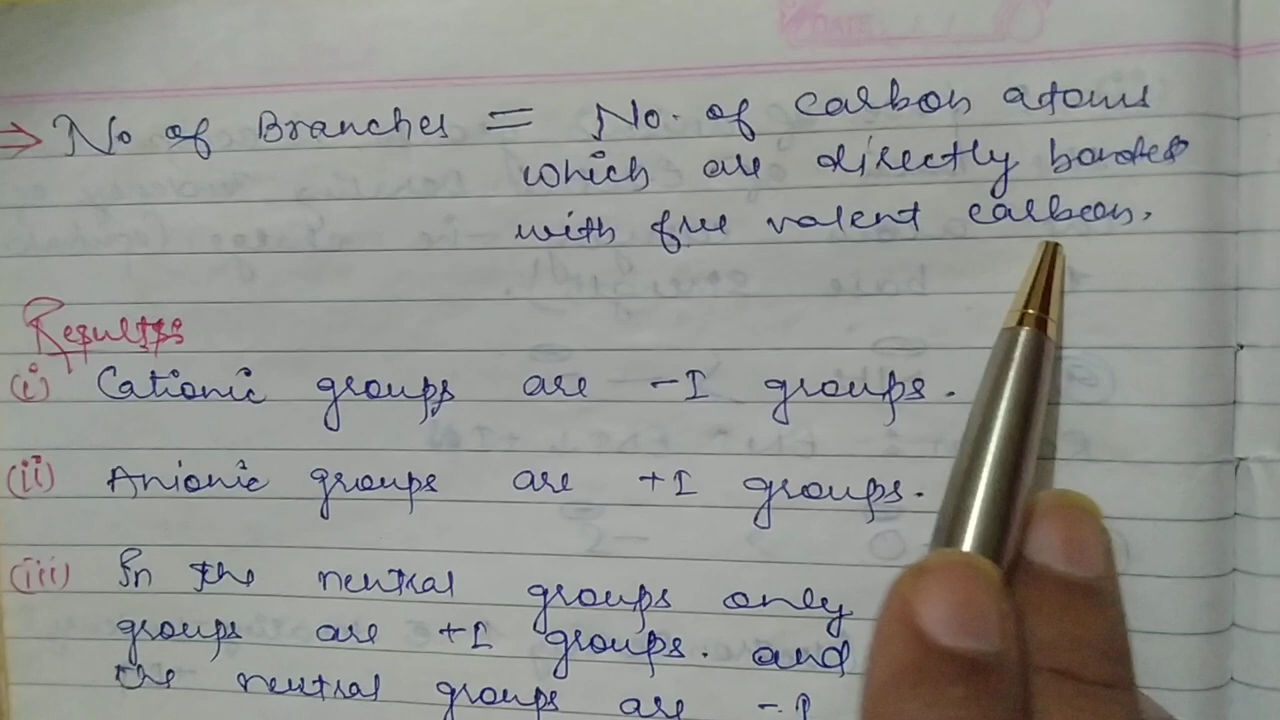 DATE
⇒ No of Branches = No. of carbon atoms
which are directly bonded
with free valent carbon.
Results
(i) Cationic groups are -I groups.
(ii) Anionic groups are +I groups.
(iii) In the neutral groups only
groups are +I groups. and
the neutral groups are -I